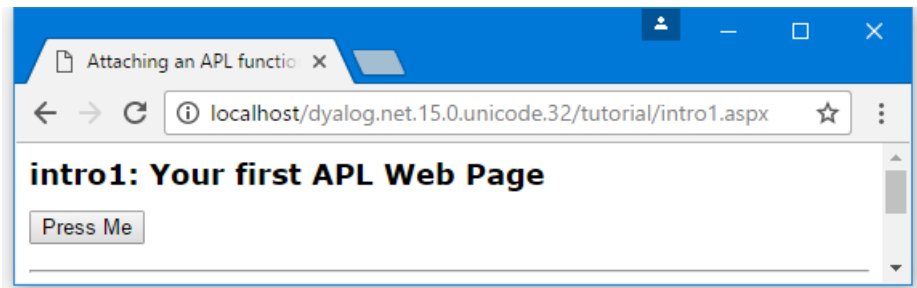 Attaching an APL functio
localhost/dyalog.net.15.0.unicode.32/tutorial/intro1.aspx
intro1: Your first APL Web Page
Press Me